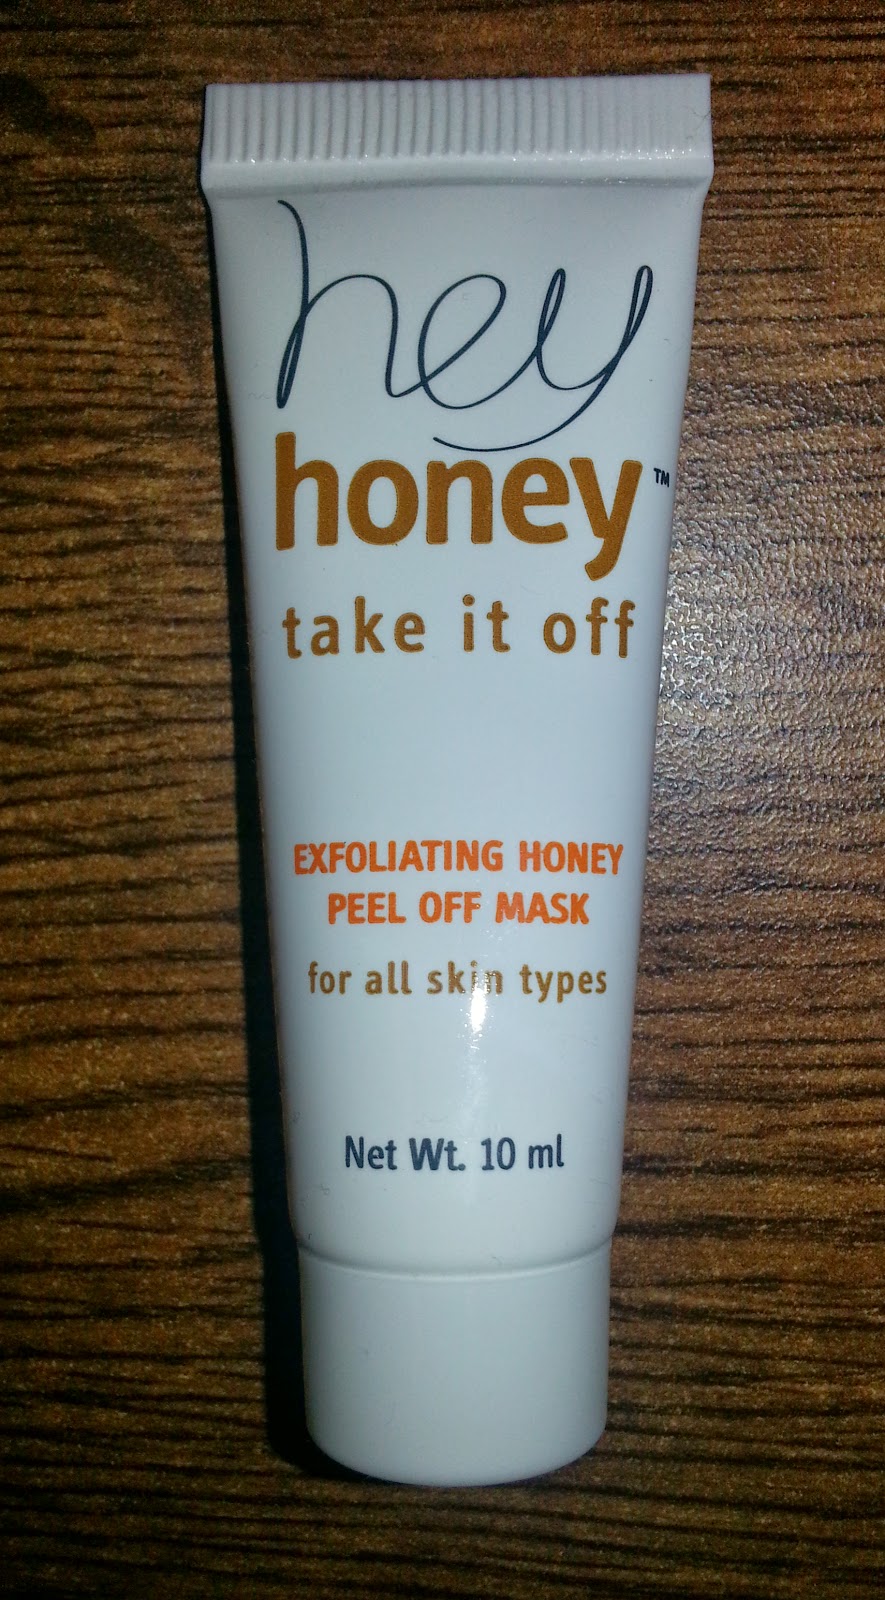 hey
honey™
take it off
EXFOLIATING HONEY
PEEL OFF MASK
for all skin types
Net Wt. 10 ml